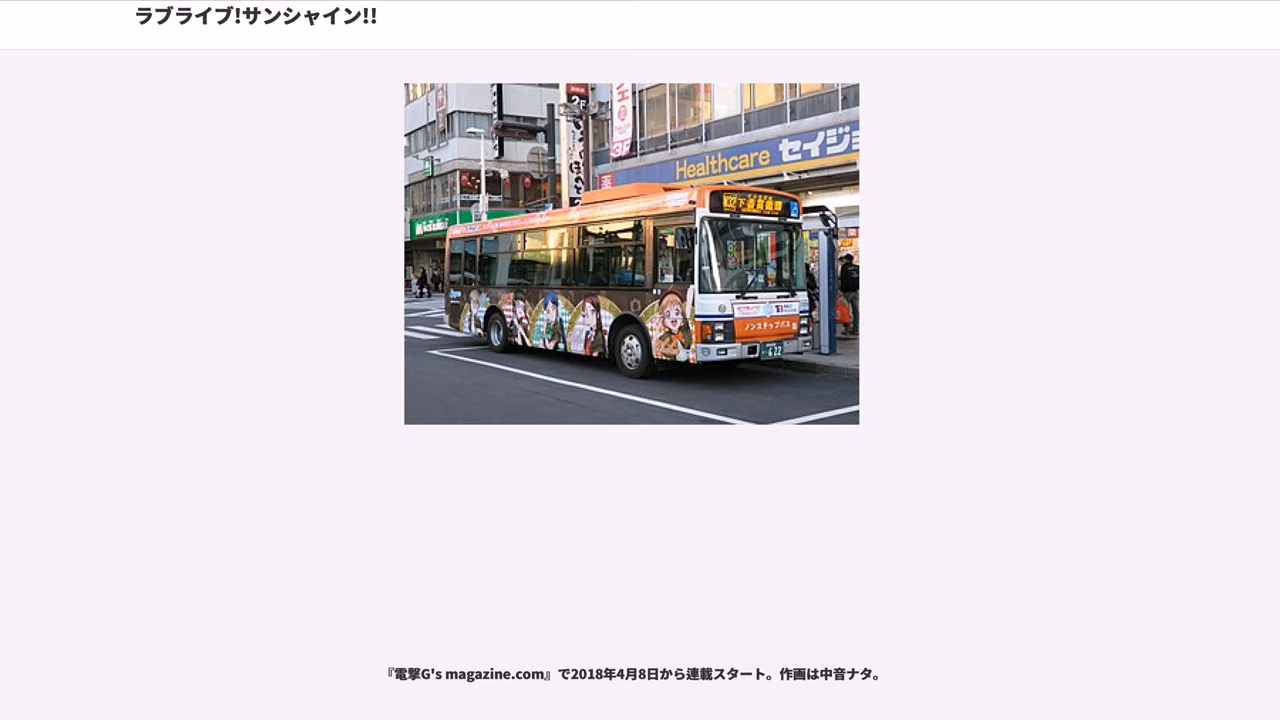 ラブライブ!サンシャイン!!
Healthcare セイジョ
ノンステップバス
『電撃G's magazine.com』で2018年4月8日から連載スタート。作画は中音ナタ。